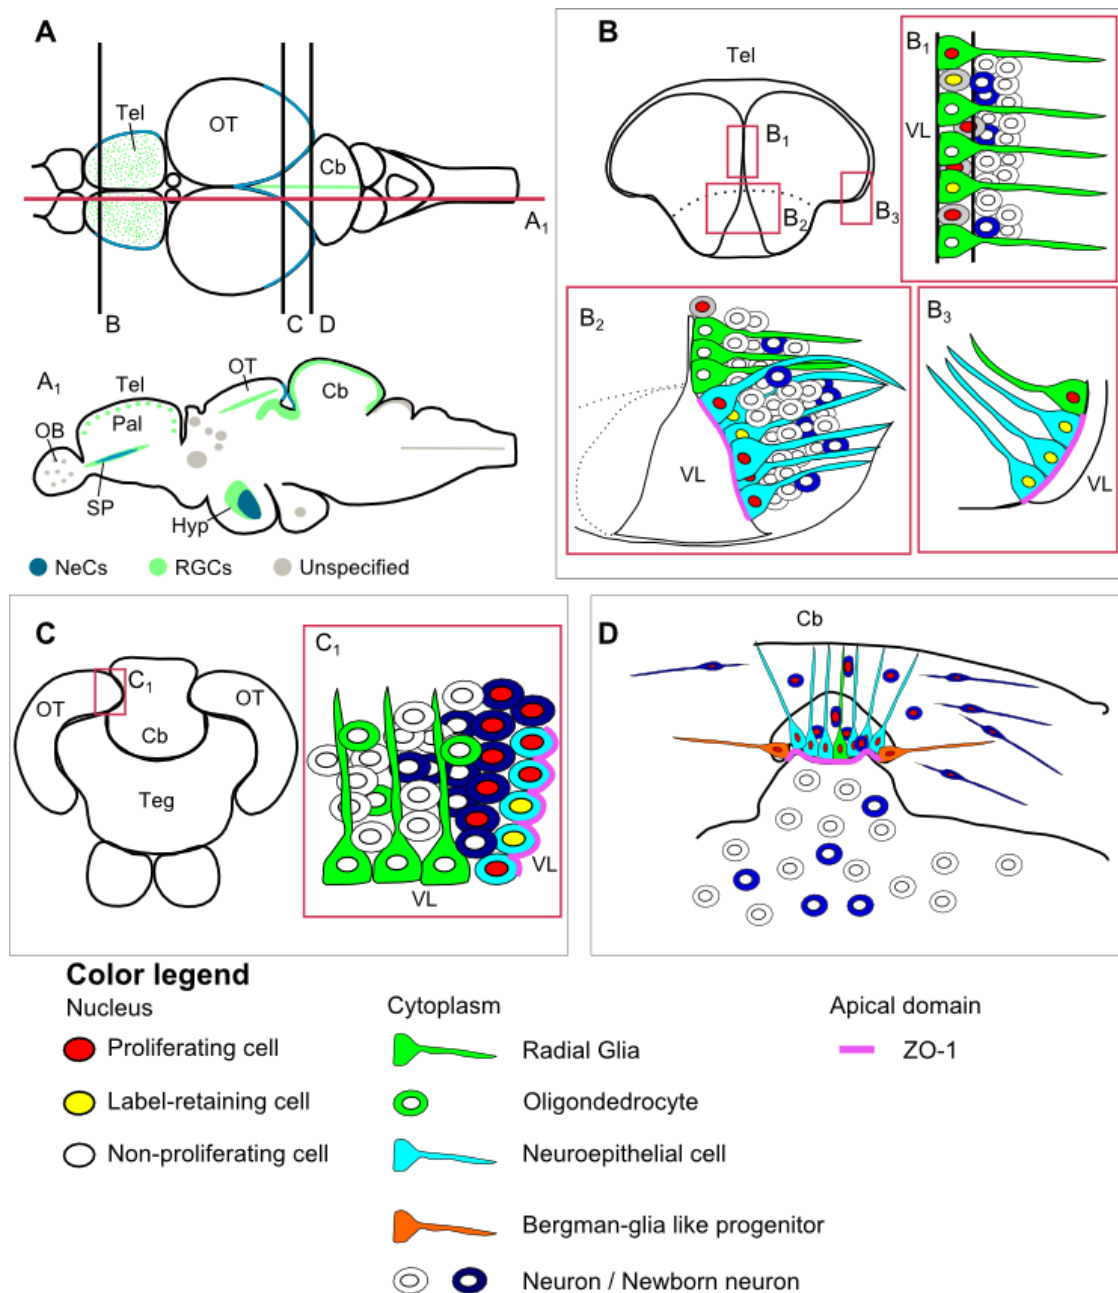 A
Tel
OT
Cb
A1
B
C
D
A1
Tel
OT
Cb
OB
Pal
SP
Hyp
NeCs
RGCs
Unspecified
B
Tel
B1
B2
B3
B1
VL
B2
VL
B3
VL
C
OT
C1
OT
Cb
Teg
C1
VL
VL
D
Cb
Color legend
Nucleus
Cytoplasm
Apical domain
Proliferating cell
Radial Glia
ZO-1
Label-retaining cell
Oligondedrocyte
Non-proliferating cell
Neuroepithelial cell
Bergman-glia like progenitor
Neuron / Newborn neuron